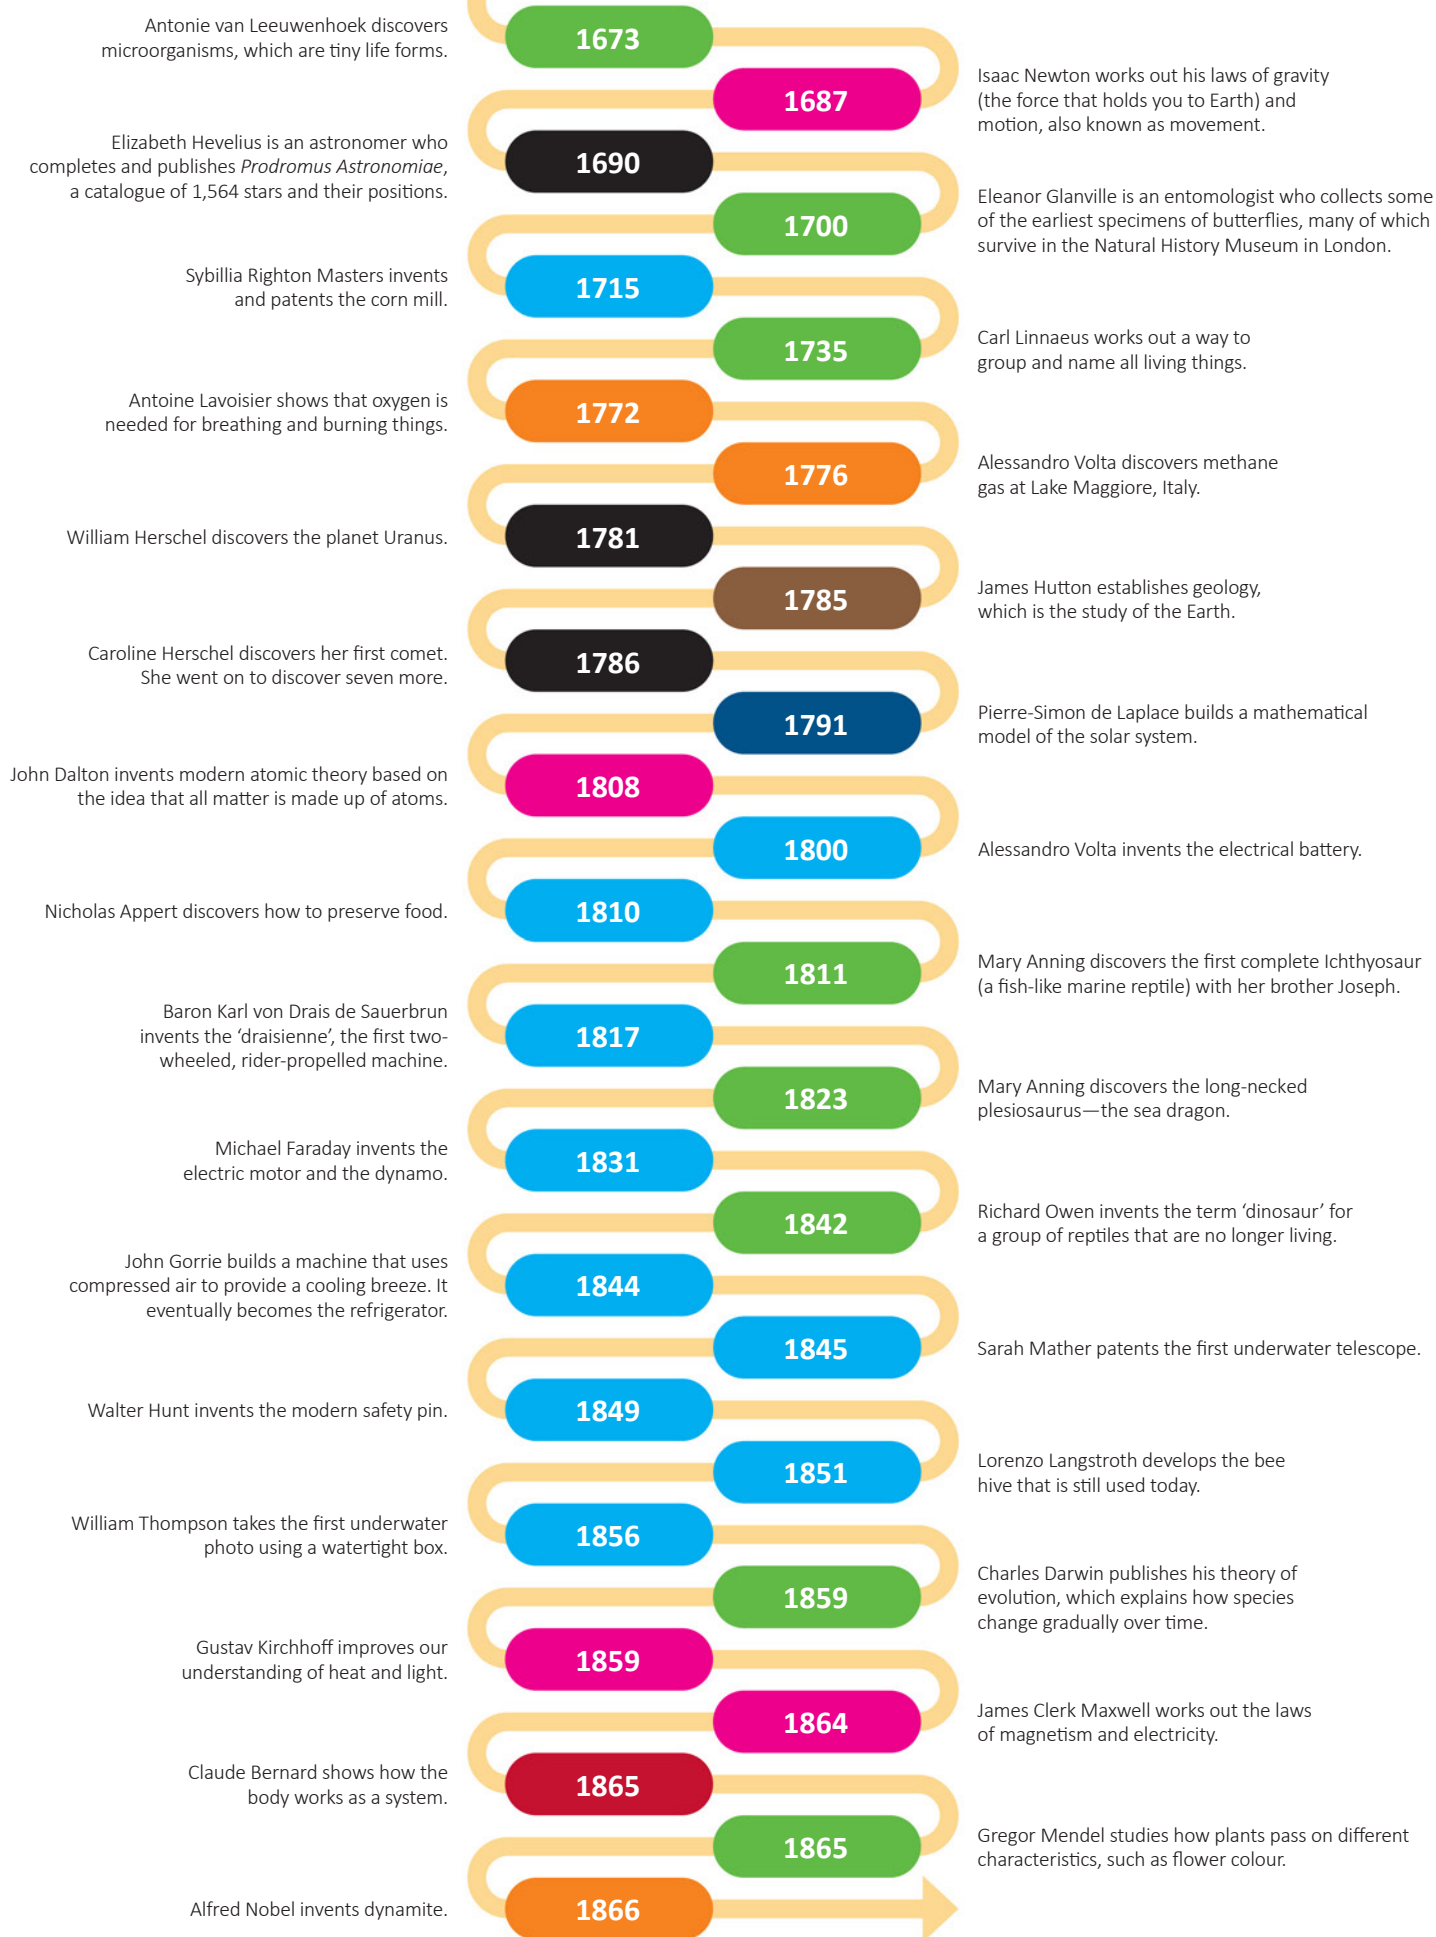 Antonie van Leeuwenhoek discovers
microorganisms, which are tiny life forms.
1673
1687
Isaac Newton works out his laws of gravity
(the force that holds you to Earth) and
motion, also known as movement.
Elizabeth Hevelius is an astronomer who
completes and publishes Prodromus Astronomiae,
a catalogue of 1,564 stars and their positions.
1690
1700
Eleanor Glanville is an entomologist who collects some
of the earliest specimens of butterflies, many of which
survive in the Natural History Museum in London.
Sybillia Righton Masters invents
and patents the corn mill.
1715
1735
Carl Linnaeus works out a way to
group and name all living things.
Antoine Lavoisier shows that oxygen is
needed for breathing and burning things.
1772
1776
Alessandro Volta discovers methane
gas at Lake Maggiore, Italy.
William Herschel discovers the planet Uranus.
1781
1785
James Hutton establishes geology,
which is the study of the Earth.
Caroline Herschel discovers her first comet.
She went on to discover seven more.
1786
1791
Pierre-Simon de Laplace builds a mathematical
model of the solar system.
John Dalton invents modern atomic theory based on
the idea that all matter is made up of atoms.
1808
1800
Alessandro Volta invents the electrical battery.
Nicholas Appert discovers how to preserve food.
1810
1811
Mary Anning discovers the first complete Ichthyosaur
(a fish-like marine reptile) with her brother Joseph.
Baron Karl von Drais de Sauerbrun
invents the ‘draisienne’, the first two-
wheeled, rider-propelled machine.
1817
1823
Mary Anning discovers the long-necked
plesiosaurus—the sea dragon.
Michael Faraday invents the
electric motor and the dynamo.
1831
1842
Richard Owen invents the term ‘dinosaur’ for
a group of reptiles that are no longer living.
John Gorrie builds a machine that uses
compressed air to provide a cooling breeze. It
eventually becomes the refrigerator.
1844
1845
Sarah Mather patents the first underwater telescope.
Walter Hunt invents the modern safety pin.
1849
1851
Lorenzo Langstroth develops the bee
hive that is still used today.
William Thompson takes the first underwater
photo using a watertight box.
1856
1859
Charles Darwin publishes his theory of
evolution, which explains how species
change gradually over time.
Gustav Kirchhoff improves our
understanding of heat and light.
1859
1864
James Clerk Maxwell works out the laws
of magnetism and electricity.
Claude Bernard shows how the
body works as a system.
1865
1865
Gregor Mendel studies how plants pass on different
characteristics, such as flower colour.
Alfred Nobel invents dynamite.
1866